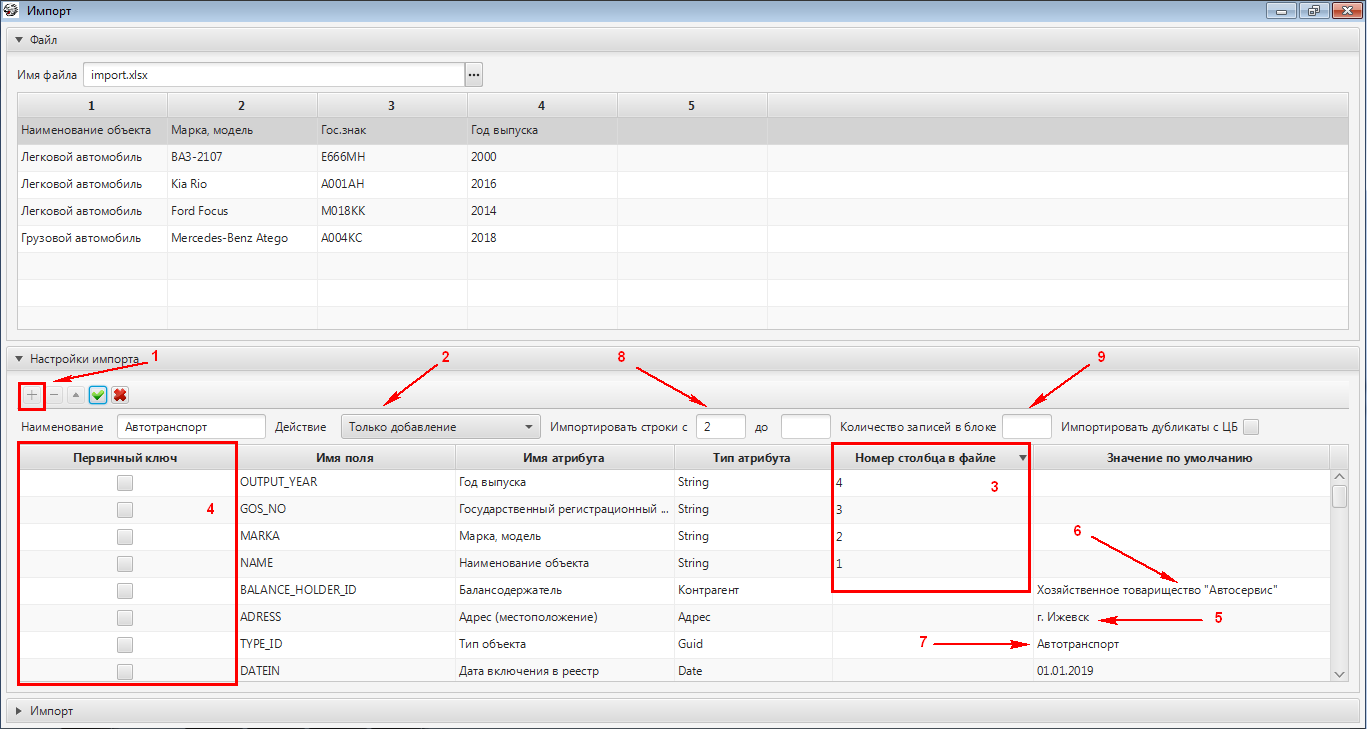 Импорт
Файл
Имя файла import.xlsx ...
1 2 3 4 5
Наименование объекта Марка, модель Гос.знак Год выпуска
Легковой автомобиль ВАЗ-2107 Е666МН 2000
Легковой автомобиль Kia Rio А001АН 2016
Легковой автомобиль Ford Focus М018КК 2014
Грузовой автомобиль Mercedes-Benz Atego А004КС 2018
Настройки импорта 1 2 8 9
Наименование Автотранспорт Действие Только добавление Импортировать строки с 2 до Количество записей в блоке Импортировать дубликаты с ЦБ
Первичный ключ Имя поля Имя атрибута Тип атрибута Номер столбца в файле Значение по умолчанию
OUTPUT_YEAR Год выпуска String 4 3
4 GOS_NO Государственный регистрационный ... String 3
MARKA Марка, модель String 2 6
NAME Наименование объекта String 1
BALANCE_HOLDER_ID Балансодержатель Контрагент Хозяйственное товарищество "Автосервис"
ADRESS Адрес (местоположение) Адрес г. Ижевск 5
TYPE_ID Тип объекта Guid 7 Автотранспорт
DATEIN Дата включения в реестр Date 01.01.2019
Импорт